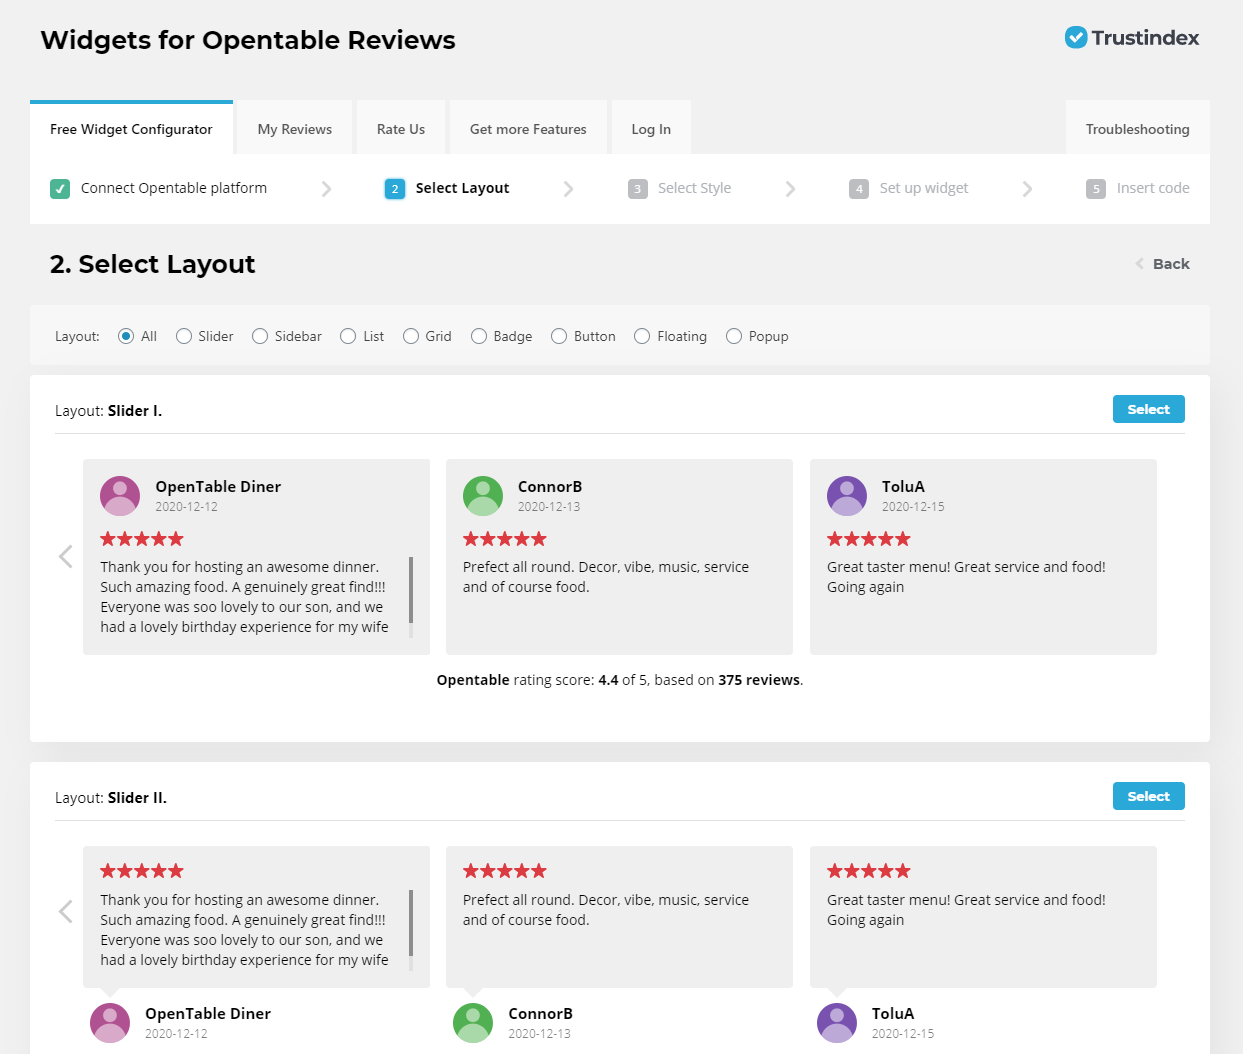 Widgets for Opentable Reviews
Trustindex
Free Widget Configurator
My Reviews
Rate Us
Get more Features
Log In
Troubleshooting
Connect Opentable platform
2 Select Layout
3 Select Style
4 Set up widget
5 Insert code
2. Select Layout
Back
Layout: All Slider Sidebar List Grid Badge Button Floating Popup
Layout: Slider I.
Select
OpenTable Diner
2020-12-12
Thank you for hosting an awesome dinner.
Such amazing food. A genuinely great find!!!
Everyone was soo lovely to our son, and we
had a lovely birthday experience for my wife
ConnorB
2020-12-13
Prefect all round. Decor, vibe, music, service
and of course food.
ToluA
2020-12-15
Great taster menu! Great service and food!
Going again
Opentable rating score: 4.4 of 5, based on 375 reviews.
Layout: Slider II.
Select
Thank you for hosting an awesome dinner.
Such amazing food. A genuinely great find!!!
Everyone was soo lovely to our son, and we
had a lovely birthday experience for my wife
OpenTable Diner
2020-12-12
Prefect all round. Decor, vibe, music, service
and of course food.
ConnorB
2020-12-13
Great taster menu! Great service and food!
Going again
ToluA
2020-12-15